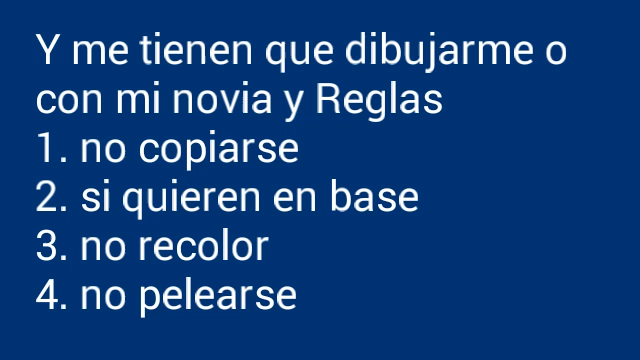 Y me tienen que dibujarme o
con mi novia y Reglas
1. no copiarse
2. si quieren en base
3. no recolor
4. no pelearse